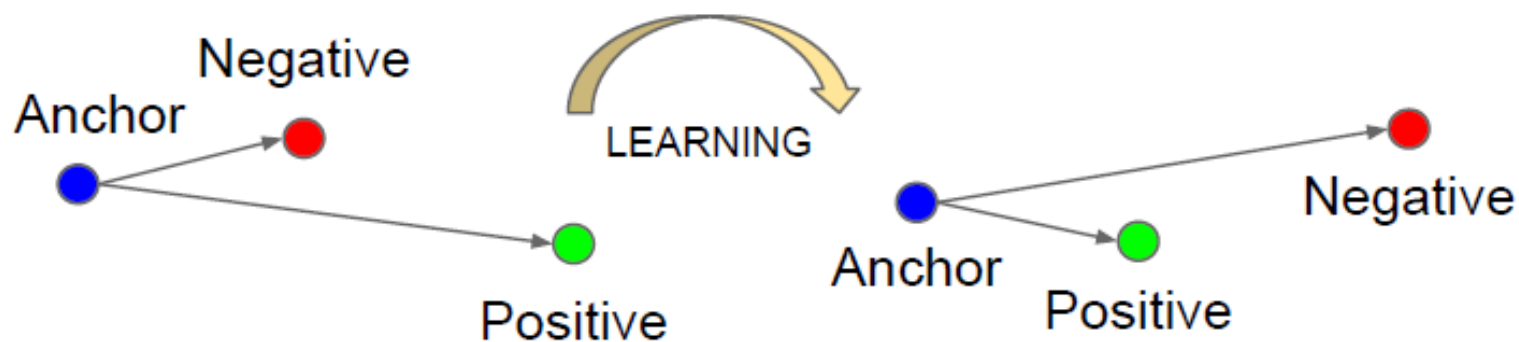 Negative
Anchor
Positive
LEARNING
Negative
Anchor
Positive